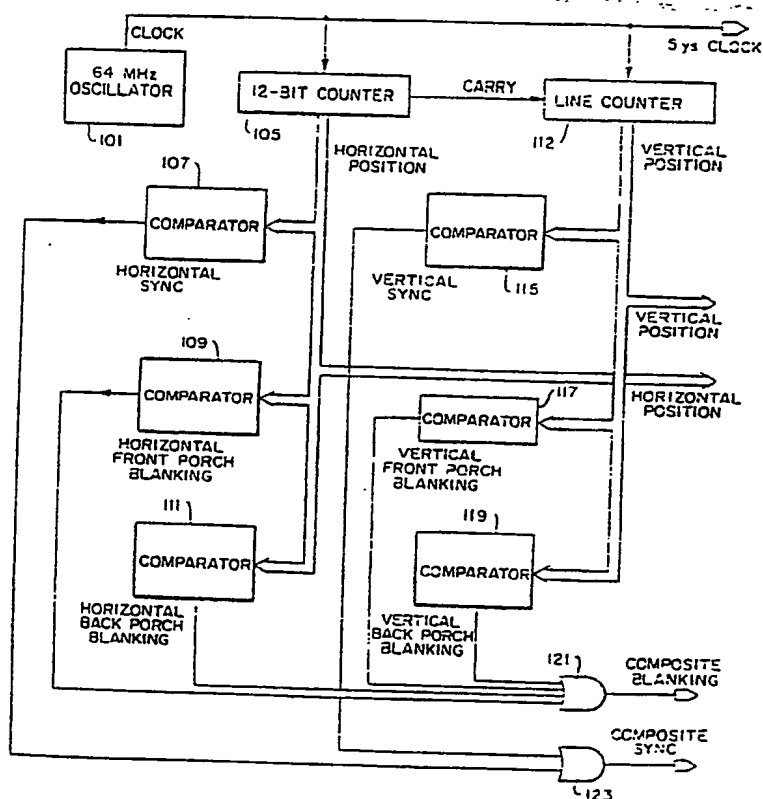 CLOCK
Sys CLOCK
64 MHz
OSCILLATOR
101
12-BIT COUNTER
105
CARRY
LINE COUNTER
112
HORIZONTAL
POSITION
VERTICAL
POSITION
107
COMPARATOR
HORIZONTAL
SYNC
COMPARATOR
VERTICAL
SYNC
115
VERTICAL
POSITION
109
COMPARATOR
HORIZONTAL
FRONT PORCH
BLANKING
HORIZONTAL
POSITION
117
COMPARATOR
VERTICAL
FRONT PORCH
BLANKING
111
COMPARATOR
HORIZONTAL
BACK PORCH
BLANKING
119
COMPARATOR
VERTICAL
BACK PORCH
BLANKING
121
COMPOSITE
BLANKING
COMPOSITE
SYNC
123